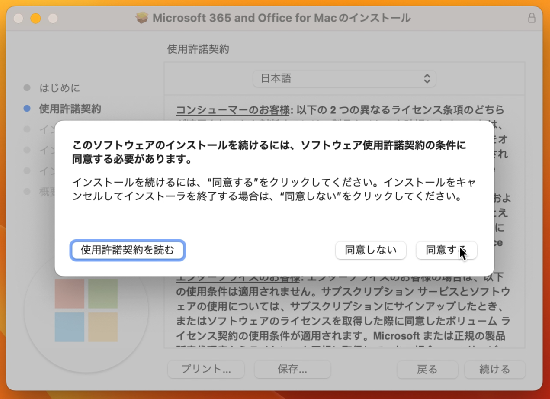 Microsoft 365 and Office for Macのインストール
使用許諾契約
日本語
はじめに
使用許諾契約
コンシューマーのお客様: 以下の 2 つの異なるライセンス条項のどちら
このソフトウェアのインストールを続けるには、ソフトウェア使用許諾契約の条件に
同意する必要があります。
インストールを続けるには、"同意する"をクリックしてください。インストールをキャ
ンセルしてインストーラを終了する場合は、"同意しない"をクリックしてください。
使用許諾契約を読む
同意しない
同意する
エンタープライズのお客様: エンタープライズのお客様の場合は、以下
の使用条件は適用されません。サブスクリプション サービスとソフトウ
ェアの使用については、サブスクリプションにサインアップしたとき、
またはソフトウェアのライセンスを取得した際に同意したボリューム ラ
イセンス契約の使用条件が適用されます。Microsoft または正規の製品
プリント...
保存...
戻る
続ける